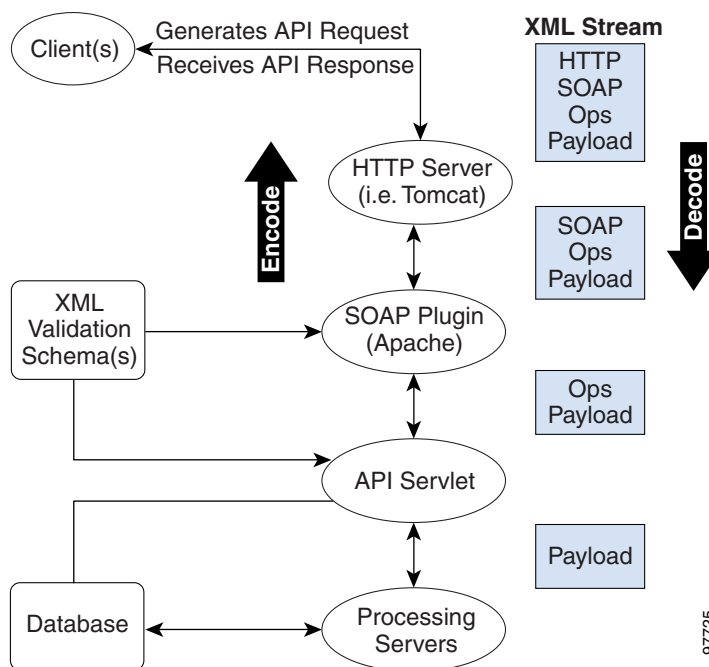 XML Stream
Client(s)
Generates API Request
Receives API Response
HTTP
SOAP
Ops
Payload
HTTP Server
(i.e. Tomcat)
Encode
Decode
SOAP
Ops
Payload
XML
Validation
Schema(s)
SOAP Plugin
(Apache)
Ops
Payload
API Servlet
Payload
Database
Processing
Servers
97725